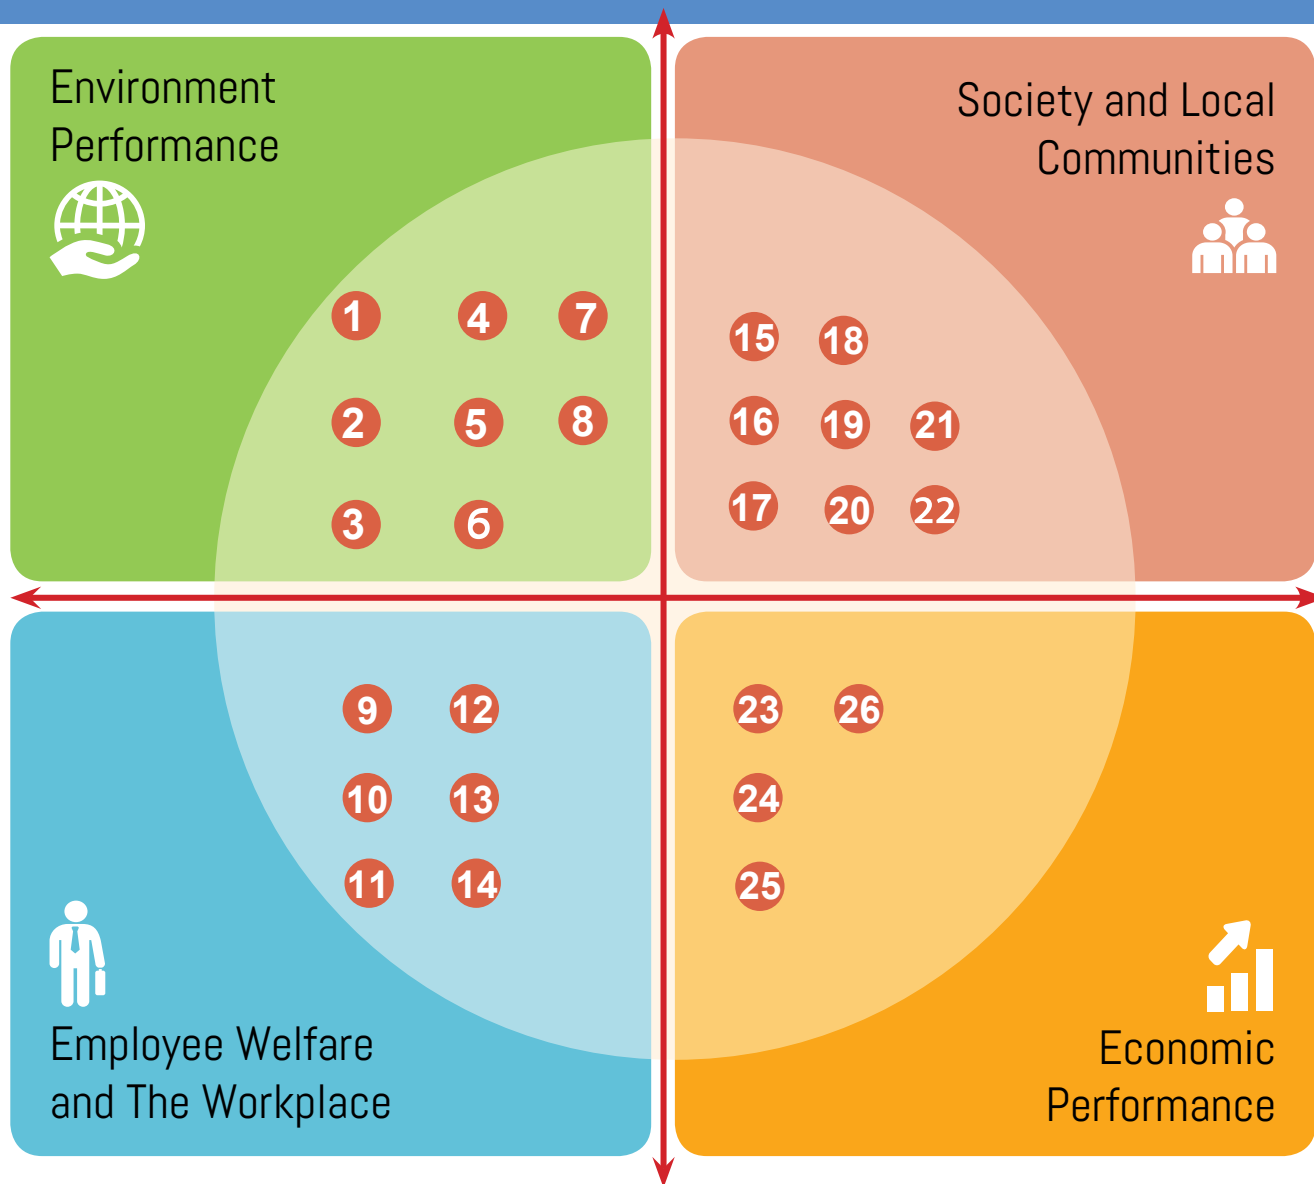 Environment
Performance
Society and Local
Communities
1 4 7
2 5 8
3 6
15 18
16 19 21
17 20 22
9 12
10 13
11 14
23 26
24
25
Employee Welfare
and The Workplace
Economic
Performance